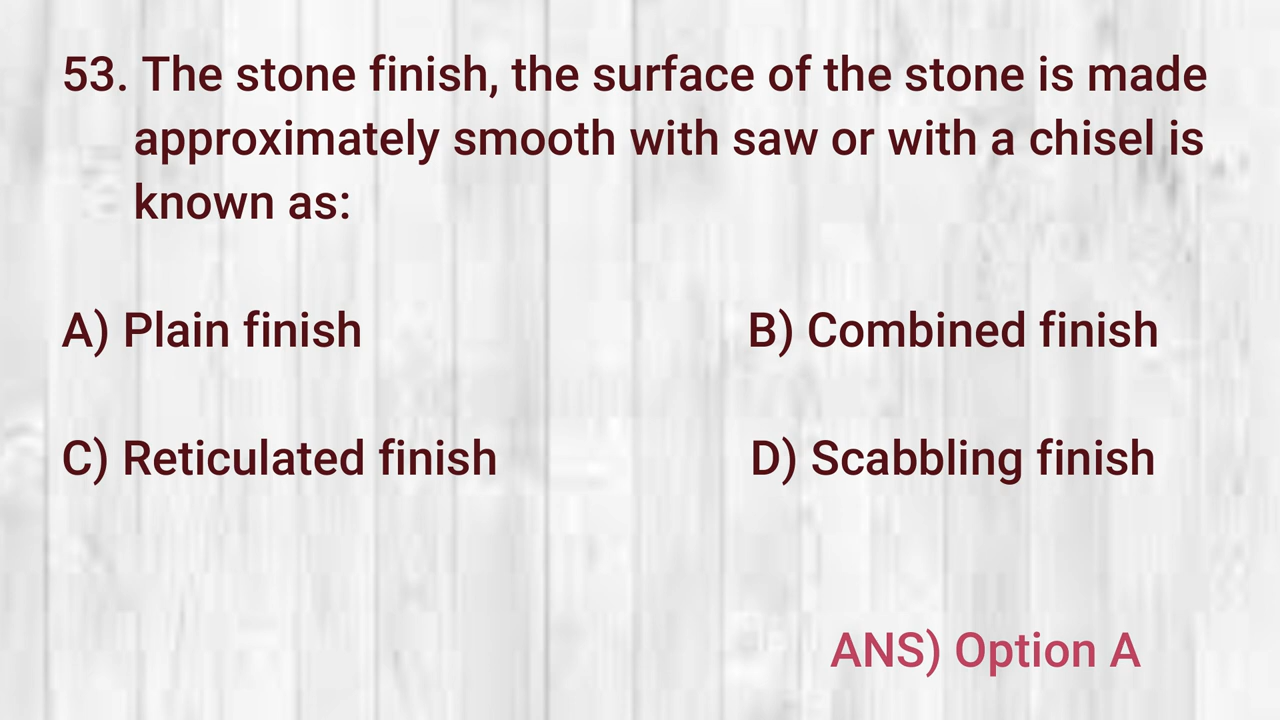 53. The stone finish, the surface of the stone is made
approximately smooth with saw or with a chisel is
known as:
A) Plain finish
B) Combined finish
C) Reticulated finish
D) Scabbling finish
ANS) Option A